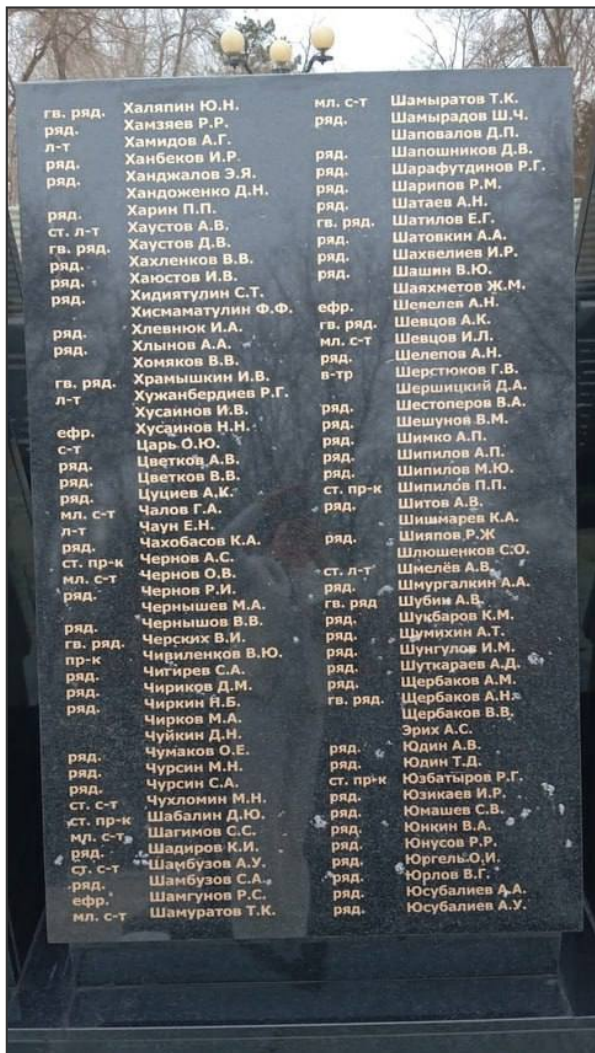 гв. ряд. Халяпин Ю.Н.
ряд. Хамзяев Р.Р.
л-т Хамидов А.Г.
ряд. Ханбеков И.Р.
ряд. Ханджалов Э.Я.
Хандоженко Д.Н.
ряд. Харин П.П.
ст. л-т Хаустов А.В.
гв. ряд. Хаустов Д.В.
ряд. Хахленков В.В.
ряд. Хаюстов И.В.
ряд. Хидиятулин С.Т.
Хисмаматулин Ф.Ф.
ряд. Хлевнюк И.А.
ряд. Хлынов А.А.
Хомяков В.В.
гв. ряд. Храмышкин И.В.
л-т Хужанбердиев Р.Г.
Хусаинов И.В.
ефр. Хусаинов Н.Н.
с-т Царь О.Ю.
ряд. Цветков А.В.
ряд. Цветков В.В.
ряд. Цуциев А.К.
мл. с-т Чалов Г.А.
л-т Чаун Е.Н.
ряд. Чахобасов К.А.
ст. пр-к Чернов А.С.
мл. с-т Чернов О.В.
ряд. Чернов Р.И.
Чернышев М.А.
ряд. Чернышов В.В.
гв. ряд. Черских В.И.
пр-к Чивиленков В.Ю.
ряд. Чигирев С.А.
ряд. Чириков Д.М.
ряд. Чиркин Н.Б.
Чирков М.А.
Чуйкин Д.Н.
ряд. Чумаков О.Е.
ряд. Чурсин М.Н.
ряд. Чурсин С.А.
ст. с-т Чухломин М.Н.
ст. пр-к Шабалин Д.Ю.
мл. с-т Шагимов С.С.
ряд. Шадиров К.И.
ст. с-т Шамбузов А.У.
ряд. Шамбузов С.А.
ефр. Шамгунов Р.С.
мл. с-т Шамуратов Т.К.
мл. с-т Шамыратов Т.К.
ряд. Шамырадов Ш.Ч.
Шаповалов Д.П.
ряд. Шапошников Д.В.
ряд. Шарафутдинов Р.Г.
ряд. Шарипов Р.М.
ряд. Шатаев А.Н.
гв. ряд. Шатилов Е.Г.
ряд. Шатовкин А.А.
ряд. Шахвелиев И.Р.
ряд. Шашин В.Ю.
Шаяхметов Ж.М.
ефр. Шевелев А.Н.
гв. ряд. Шевцов А.К.
мл. с-т Шевцов И.Л.
ряд. Шелепов А.Н.
в-тр Шерстюков Г.В.
Шершицкий Д.А.
ряд. Шестоперов В.А.
ряд. Шешунов В.М.
ряд. Шимко А.П.
ряд. Шипилов А.П.
ряд. Шипилов М.Ю.
ст. пр-к Шипилов П.П.
ряд. Шитов А.В.
Шишмарев К.А.
ряд. Шияпов Р.Ж
Шлюшенков С.О.
ст. л-т Шмелёв А.В.
ряд. Шмургалкин А.А.
гв. ряд Шубин А.В.
ряд. Шукбаров К.М.
ряд. Шумихин А.Т.
ряд. Шунгулов И.М.
ряд. Шуткараев А.Д.
ряд. Щербаков А.М.
гв. ряд. Щербаков А.Н.
Щербаков В.В.
Эрих А.С.
ряд. Юдин А.В.
ряд. Юдин Т.Д.
ст. пр-к Юзбатыров Р.Г.
ряд. Юзикаев И.Р.
ряд. Юмашев С.В.
ряд. Юнкин В.А.
ряд. Юнусов Р.Р.
ряд. Юргель О.И.
ряд. Юрлов В.Г.
ряд. Юсубалиев А.А.
ряд. Юсубалиев А.У.